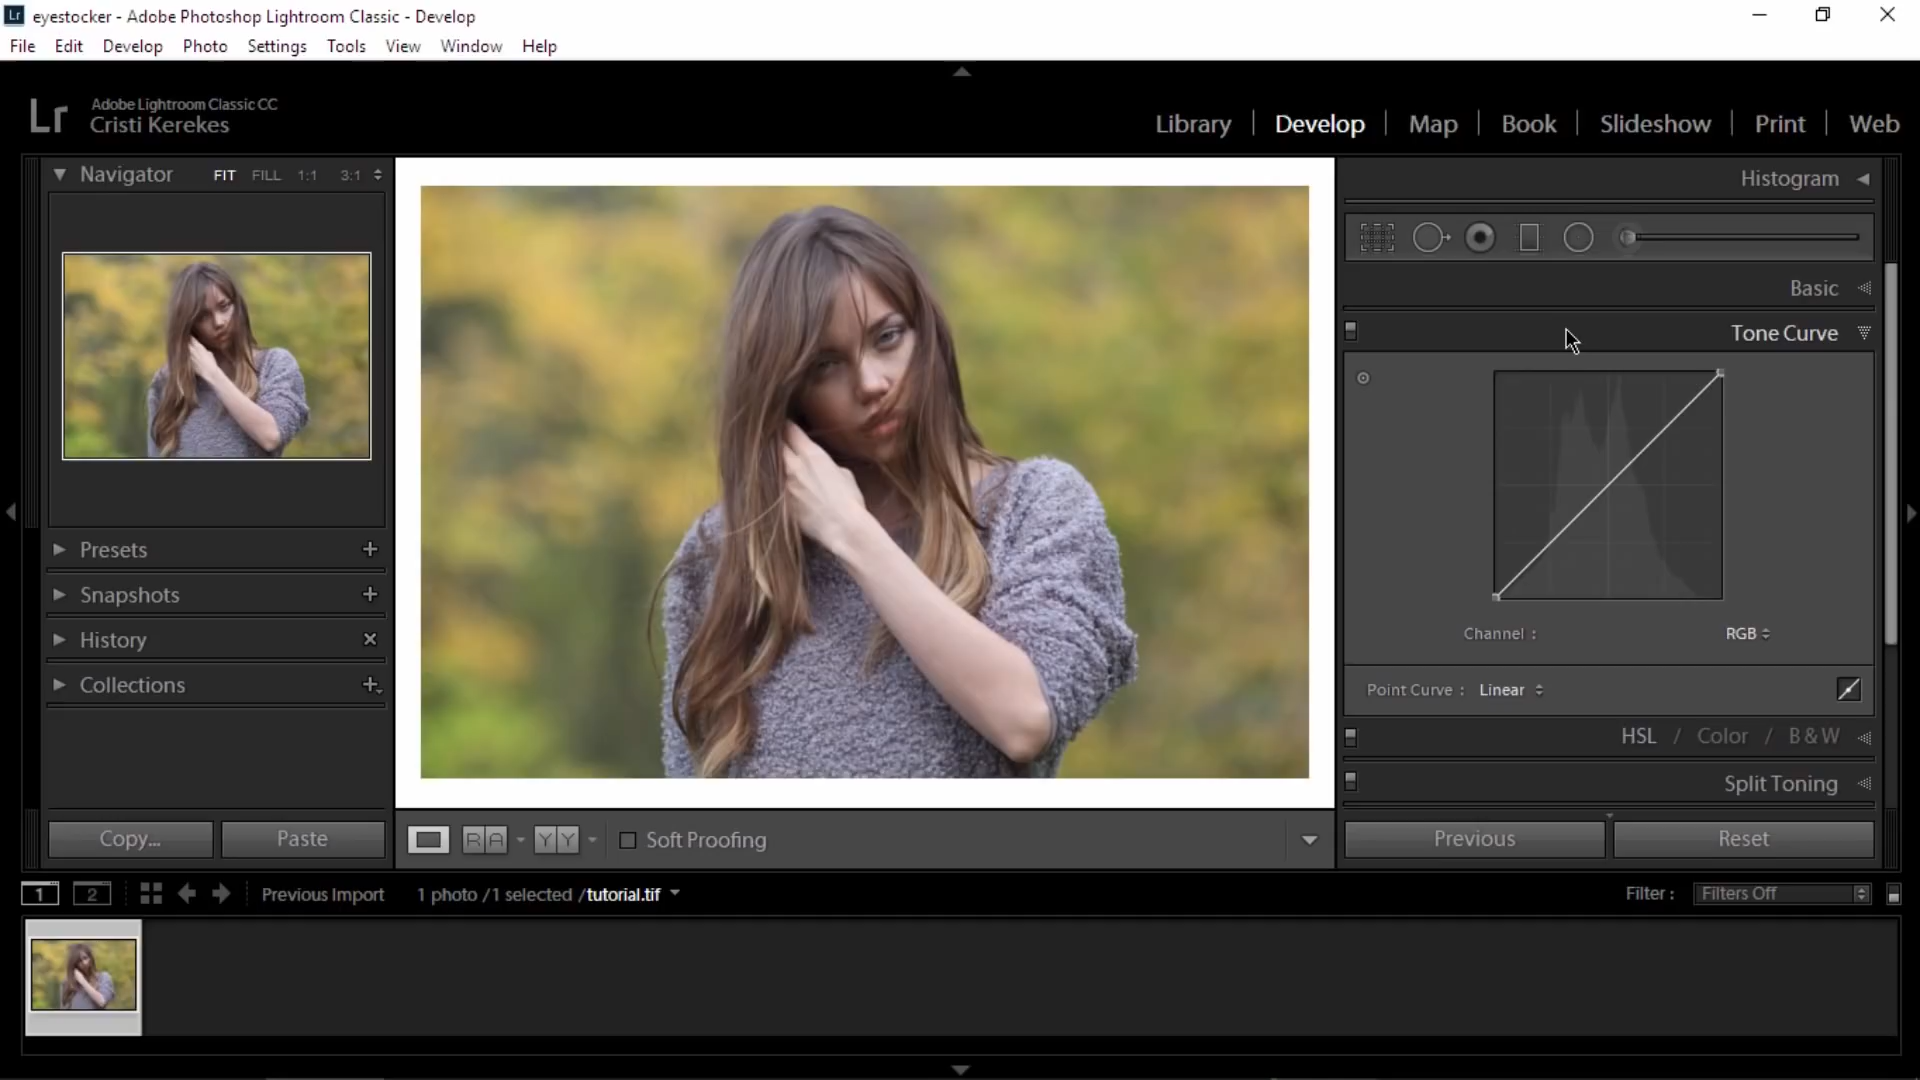 Lr eyestocker - Adobe Photoshop Lightroom Classic - Develop
File Edit Develop Photo Settings Tools View Window Help
Lr Adobe Lightroom Classic CC
Cristi Kerekes
Library Develop Map Book Slideshow Print Web
Navigator FIT FILL 1:1 3:1
Histogram
Basic
Tone Curve
Presets
Snapshots
History
Collections
Channel : RGB
Point Curve : Linear
HSL / Color / B & W
Split Toning
Copy... Paste
R A Y Y Soft Proofing
Previous Reset
1 2 Previous Import 1 photo /1 selected /tutorial.tif
Filter : Filters Off